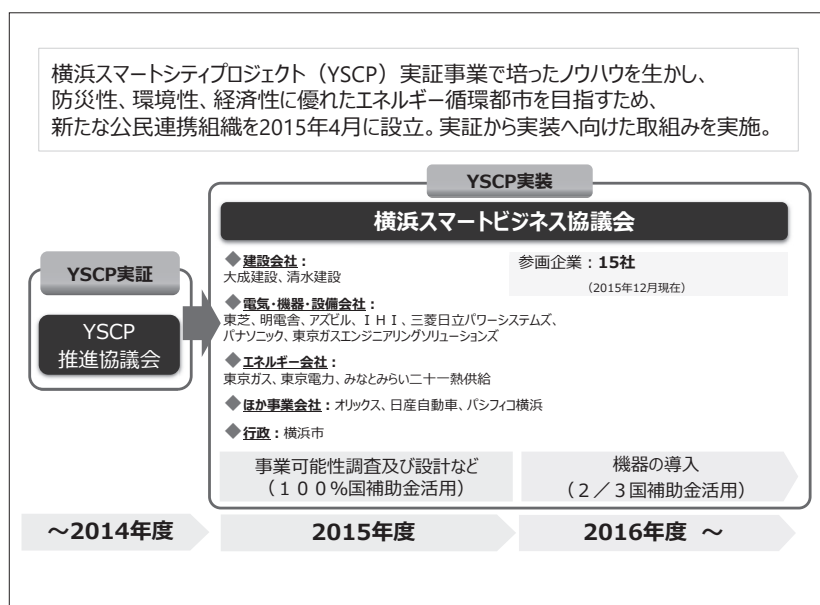 横浜スマートシティプロジェクト（YSCP）実証事業で培ったノウハウを生かし、
防災性、環境性、経済性に優れたエネルギー循環都市を目指すため、
新たな公民連携組織を2015年4月に設立。実証から実装へ向けた取組みを実施。
YSCP実証
YSCP
推進協議会
YSCP実装
横浜スマートビジネス協議会
参画企業：15社
（2015年12月現在）
◆建設会社：
大成建設、清水建設
◆電気・機器・設備会社：
東芝、明電舎、アズビル、ＩＨＩ、三菱日立パワーシステムズ、
パナソニック、東京ガスエンジニアリングソリューションズ
◆エネルギー会社：
東京ガス、東京電力、みなとみらい二十一熱供給
◆ほか事業会社：オリックス、日産自動車、パシフィコ横浜
◆行政：横浜市
事業可能性調査及び設計など
（１００％国補助金活用）
機器の導入
（２／３国補助金活用）
～2014年度
2015年度
2016年度 ～